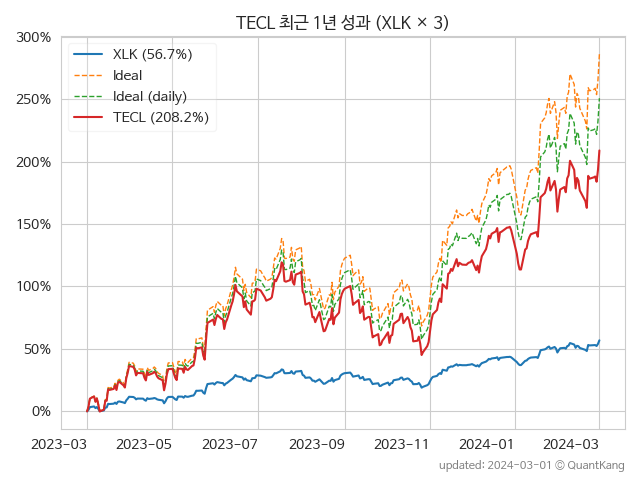 TECL 최근 1년 성과 (XLK × 3)
300%
250%
200%
150%
100%
50%
0%
XLK (56.7%)
Ideal
Ideal (daily)
TECL (208.2%)
2023-03 2023-05 2023-07 2023-09 2023-11 2024-01 2024-03
updated: 2024-03-01 © QuantKang